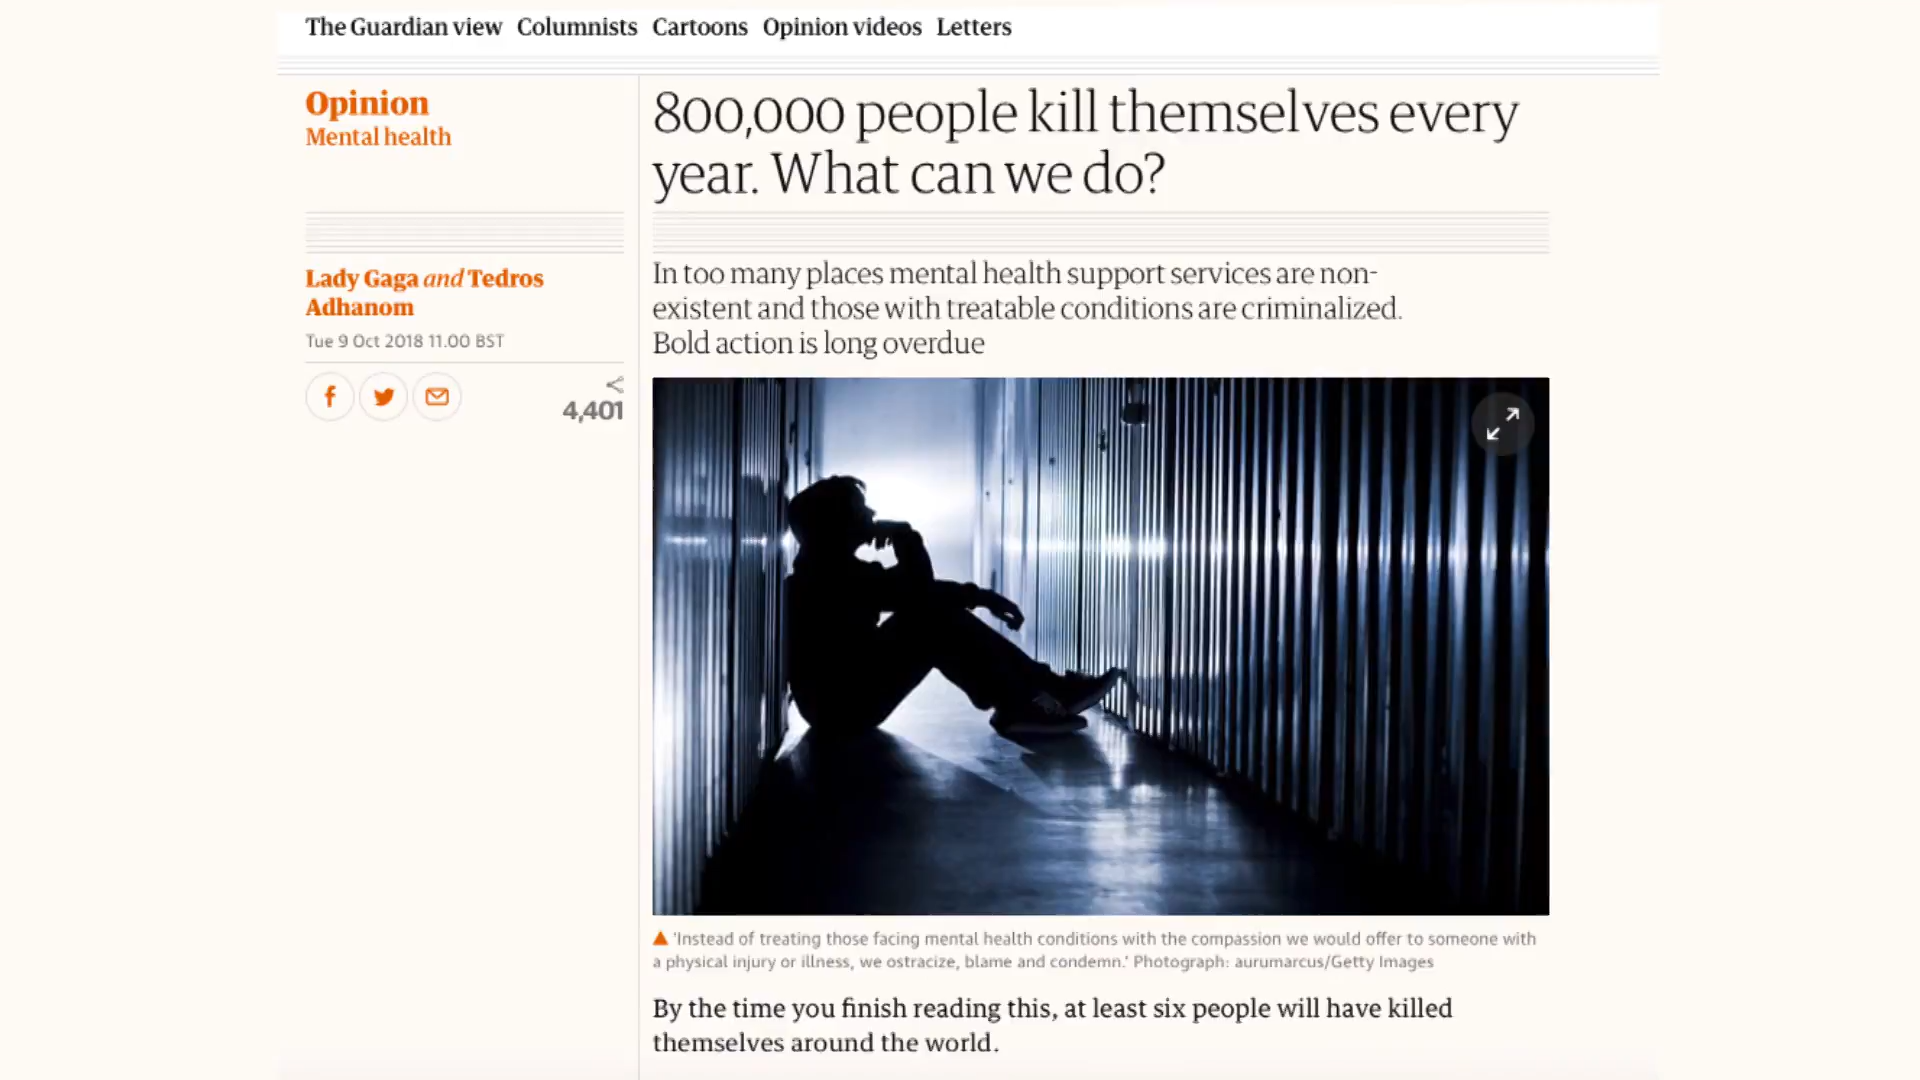 The Guardian view Columnists Cartoons Opinion videos Letters
Opinion
Mental health
800,000 people kill themselves every
year. What can we do?
Lady Gaga and Tedros
Adhanom
Tue 9 Oct 2018 11.00 BST
4,401
In too many places mental health support services are non-
existent and those with treatable conditions are criminalized.
Bold action is long overdue
'Instead of treating those facing mental health conditions with the compassion we would offer to someone with
a physical injury or illness, we ostracize, blame and condemn.' Photograph: aurumarcus/Getty Images
By the time you finish reading this, at least six people will have killed
themselves around the world.